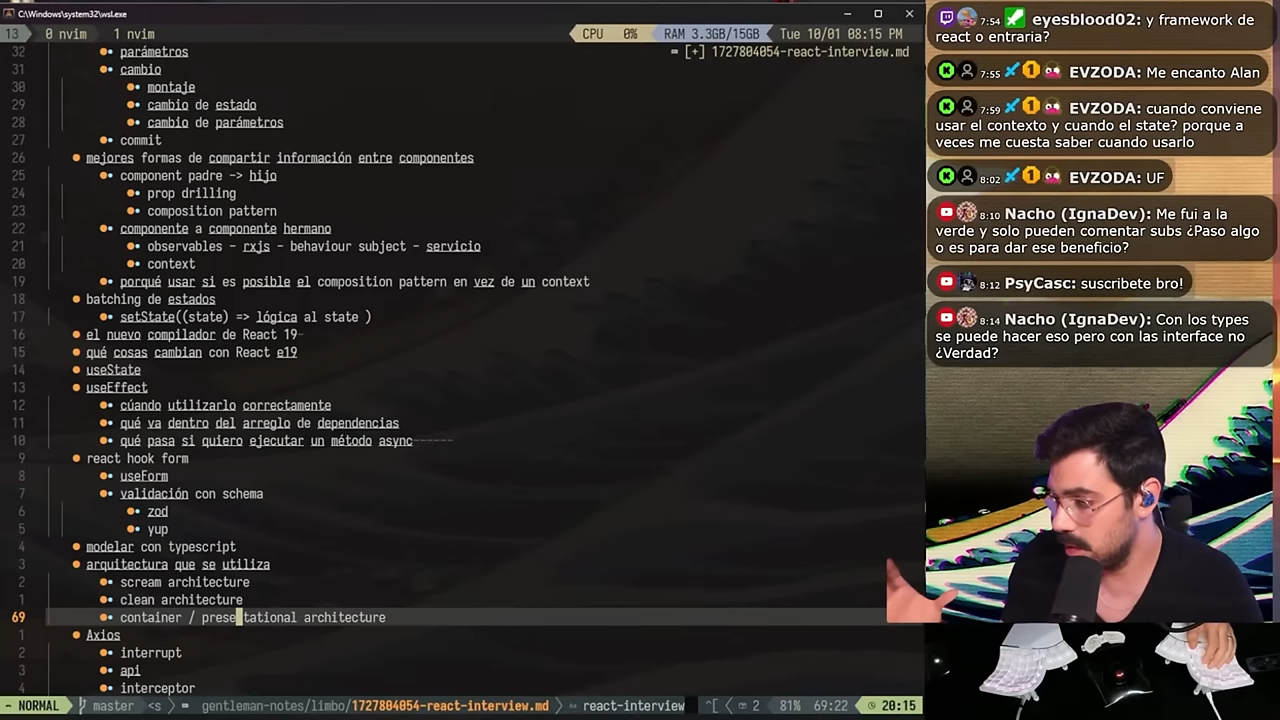 C:\Windows\system32\wsl.exe
13 0 nvim 1 nvim CPU 0% RAM 3.3GB/15GB Tue 10/01 08:15 PM
[+] 1727804054-react-interview.md
32 parámetros
31 cambio
30 montaje
29 cambio de estado
28 cambio de parámetros
27 commit
26 mejores formas de compartir información entre componentes
25 component padre -> hijo
24 prop drilling
23 composition pattern
22 componente a componente hermano
21 observables - rxjs - behaviour subject - servicio
20 context
19 porqué usar si es posible el composition pattern en vez de un context
18 batching de estados
17 setState((state) => lógica al state )
16 el nuevo compilador de React 19-
15 qué cosas cambian con React e19
14 useState
13 useEffect
12 cúando utilizarlo correctamente
11 qué va dentro del arreglo de dependencias
10 qué pasa si quiero ejecutar un método async------
9 react hook form
8 useForm
7 validación con schema
6 zod
5 yup
4 modelar con typescript
3 arquitectura que se utiliza
2 scream architecture
1 clean architecture
69 container / presetational architecture
1 Axios
2 interrupt
3 api
4 interceptor
~ NORMAL master <s gentleman-notes/limbo/1727804054-react-interview.md react-interview ^[ 2 81% 69:22 20:15
7:54 eyesblood02: y framework de
react o entraria?
7:55 1 EVZODA: Me encanto Alan
7:59 1 EVZODA: cuando conviene
usar el contexto y cuando el state? porque a
veces me cuesta saber cuando usarlo
8:02 1 EVZODA: UF
8:10 Nacho (IgnaDev): Me fui a la
verde y solo pueden comentar subs ¿Paso algo
o es para dar ese beneficio?
8:12 PsyCasc: suscribete bro!
8:14 Nacho (IgnaDev): Con los types
se puede hacer eso pero con las interface no
¿Verdad?